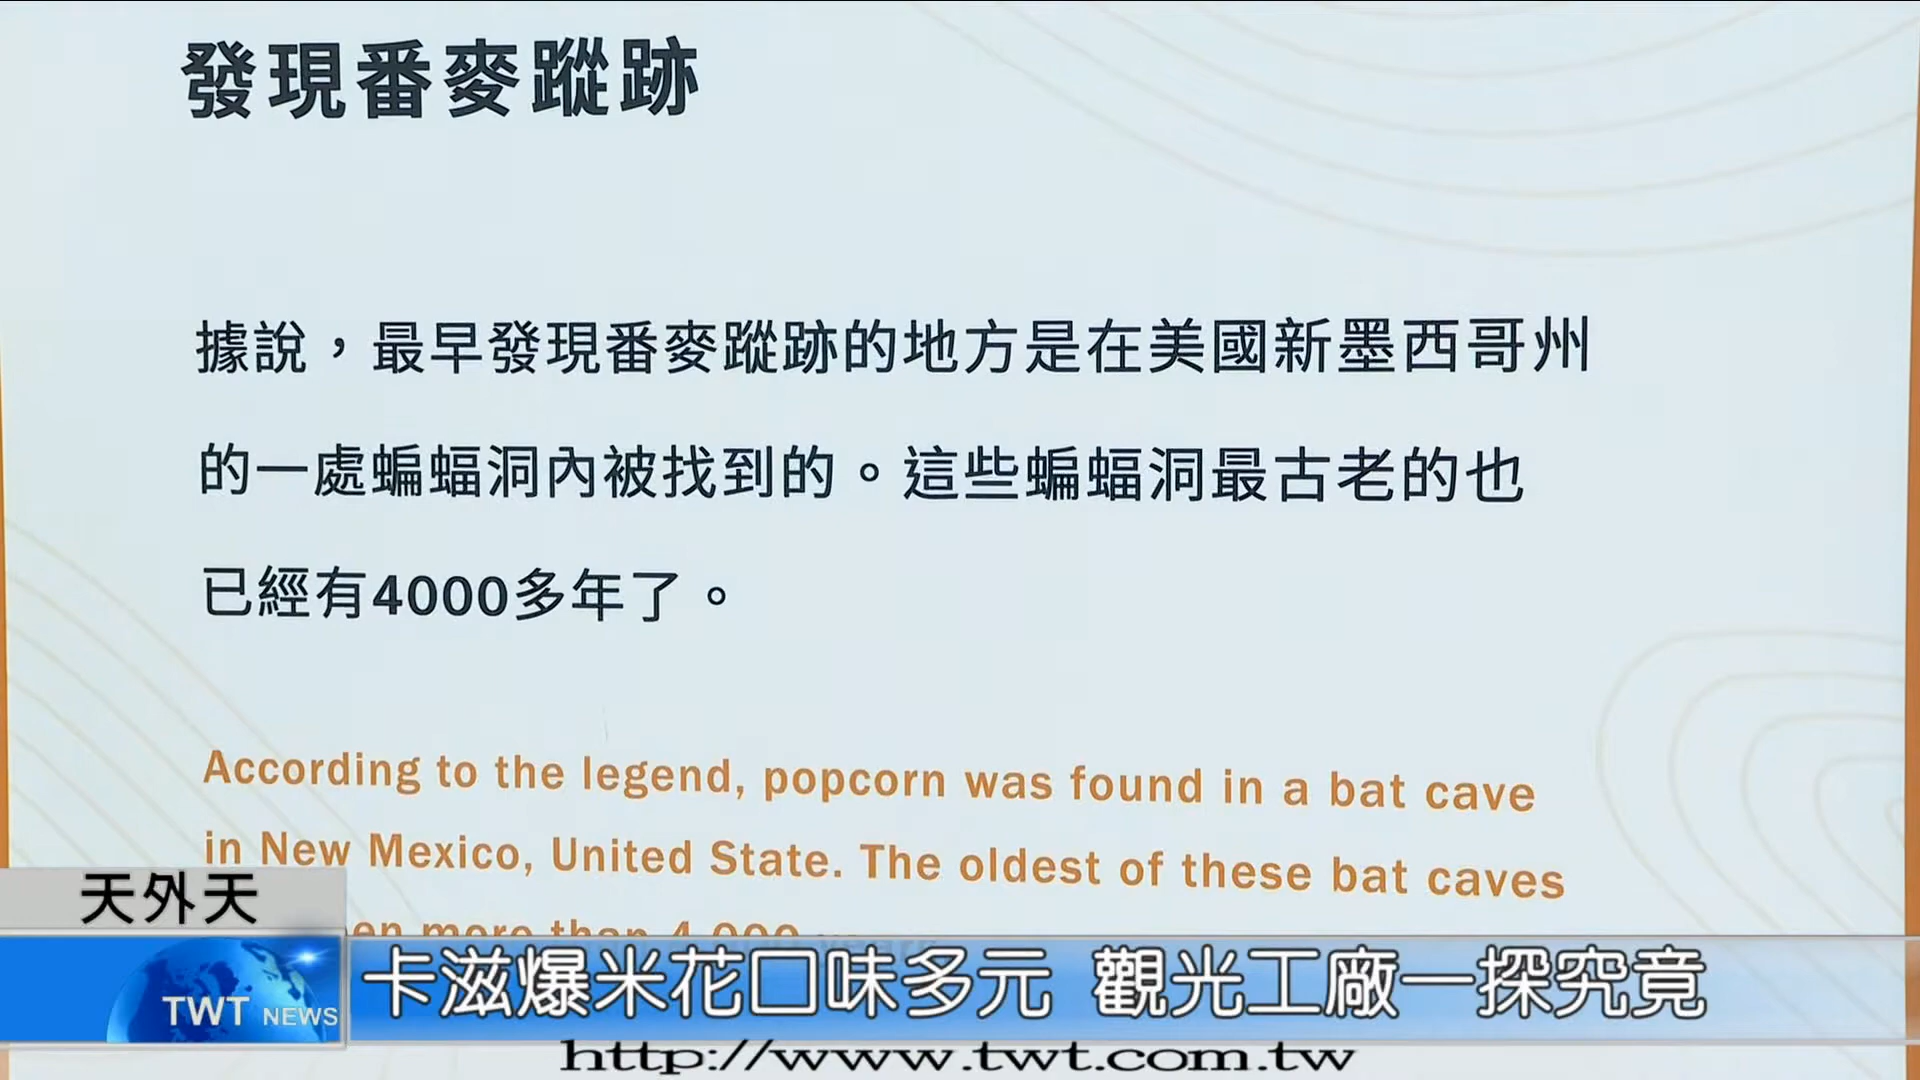 發現番麥蹤跡
據說，最早發現番麥蹤跡的地方是在美國新墨西哥州
的一處蝙蝠洞內被找到的。這些蝙蝠洞最古老的也
已經有4000多年了。
According to the legend, popcorn was found in a bat cave
in New Mexico, United State. The oldest of these bat caves
more than 4,000 years
天外天
TWT NEWS
卡滋爆米花口味多元 觀光工廠一探究竟
http://www.twt.com.tw